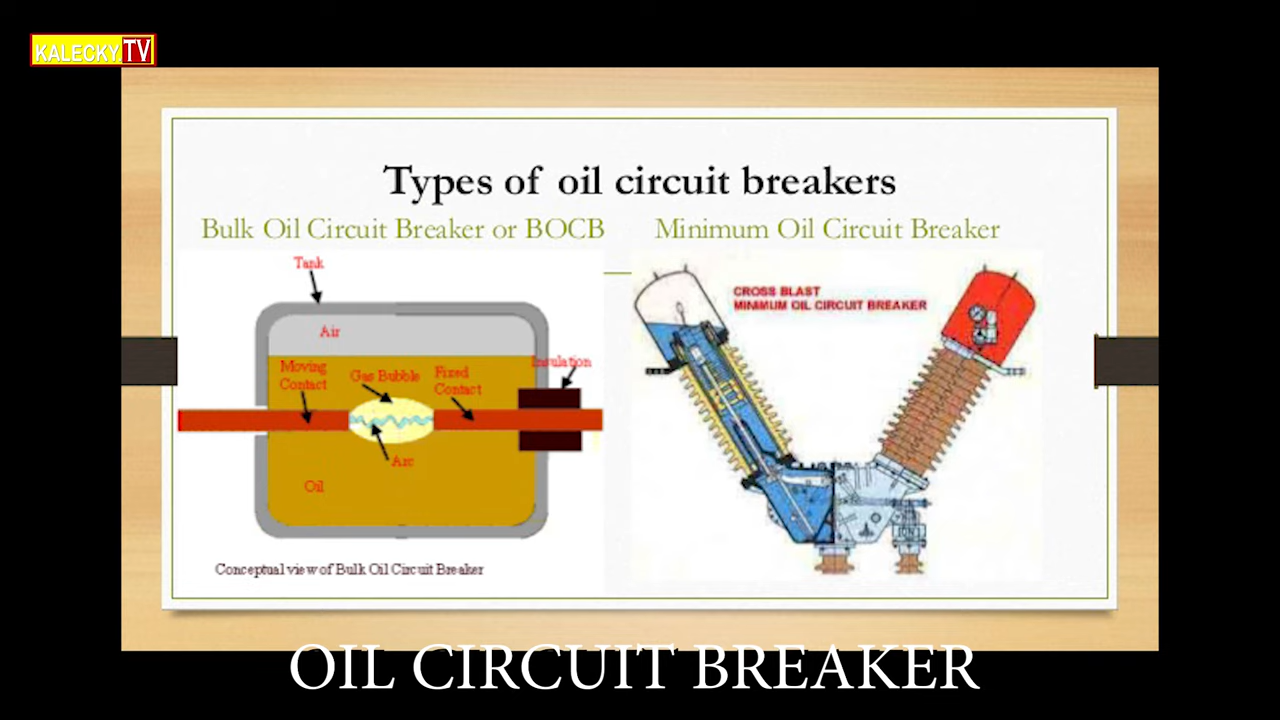 KALECKY TV
Types of oil circuit breakers
Bulk Oil Circuit Breaker or BOCB
Tank
Air
Moving
Contact
Gas Bubble
Fixed
Contact
Insulation
Arc
Oil
Conceptual view of Bulk Oil Circuit Breaker
Minimum Oil Circuit Breaker
CROSS BLAST
MINIMUM OIL CIRCUIT BREAKER
OIL CIRCUIT BREAKER